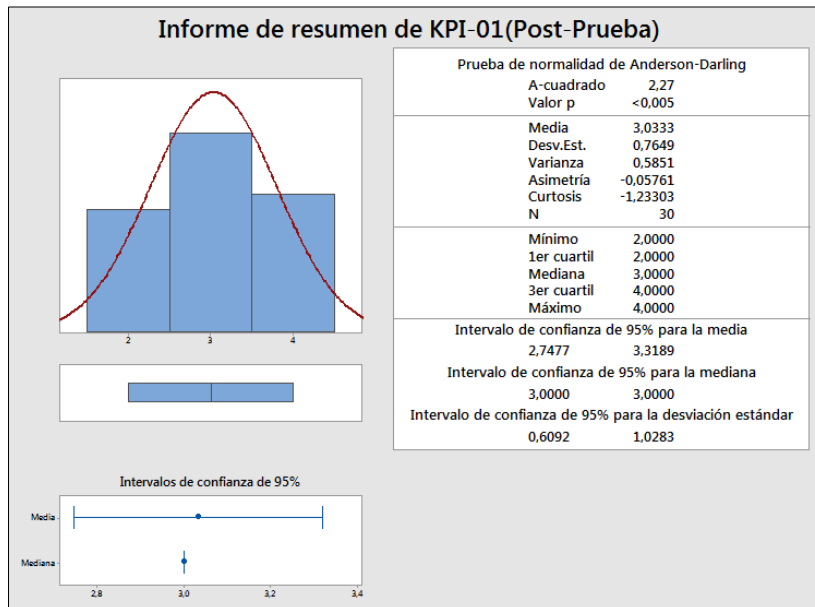 Informe de resumen de KPI-01(Post-Prueba)
2 3 4
Prueba de normalidad de Anderson-Darling
A-cuadrado 2,27
Valor p <0,005
Media 3,0333
Desv.Est. 0,7649
Varianza 0,5851
Asimetría -0,05761
Curtosis -1,23303
N 30
Mínimo 2,0000
1er cuartil 2,0000
Mediana 3,0000
3er cuartil 4,0000
Máximo 4,0000
Intervalo de confianza de 95% para la media
2,7477 3,3189
Intervalo de confianza de 95% para la mediana
3,0000 3,0000
Intervalo de confianza de 95% para la desviación estándar
0,6092 1,0283
Intervalos de confianza de 95%
Media
Mediana
2,8 3,0 3,2 3,4